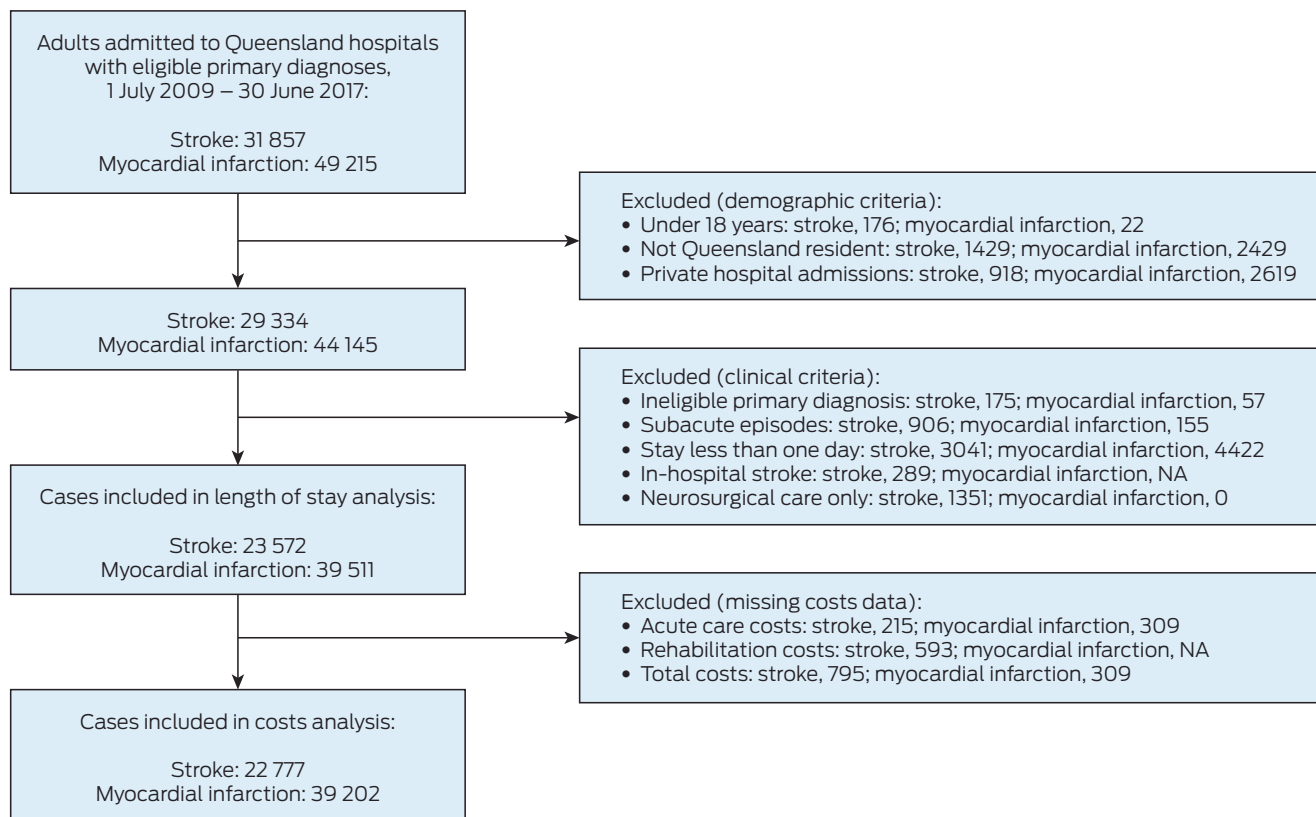 Adults admitted to Queensland hospitals
with eligible primary diagnoses,
1 July 2009 – 30 June 2017:
Stroke: 31 857
Myocardial infarction: 49 215
Excluded (demographic criteria):
• Under 18 years: stroke, 176; myocardial infarction, 22
• Not Queensland resident: stroke, 1429; myocardial infarction, 2429
• Private hospital admissions: stroke, 918; myocardial infarction, 2619
Stroke: 29 334
Myocardial infarction: 44 145
Excluded (clinical criteria):
• Ineligible primary diagnosis: stroke, 175; myocardial infarction, 57
• Subacute episodes: stroke, 906; myocardial infarction, 155
• Stay less than one day: stroke, 3041; myocardial infarction, 4422
• In-hospital stroke: stroke, 289; myocardial infarction, NA
• Neurosurgical care only: stroke, 1351; myocardial infarction, 0
Cases included in length of stay analysis:
Stroke: 23 572
Myocardial infarction: 39 511
Excluded (missing costs data):
• Acute care costs: stroke, 215; myocardial infarction, 309
• Rehabilitation costs: stroke, 593; myocardial infarction, NA
• Total costs: stroke, 795; myocardial infarction, 309
Cases included in costs analysis:
Stroke: 22 777
Myocardial infarction: 39 202